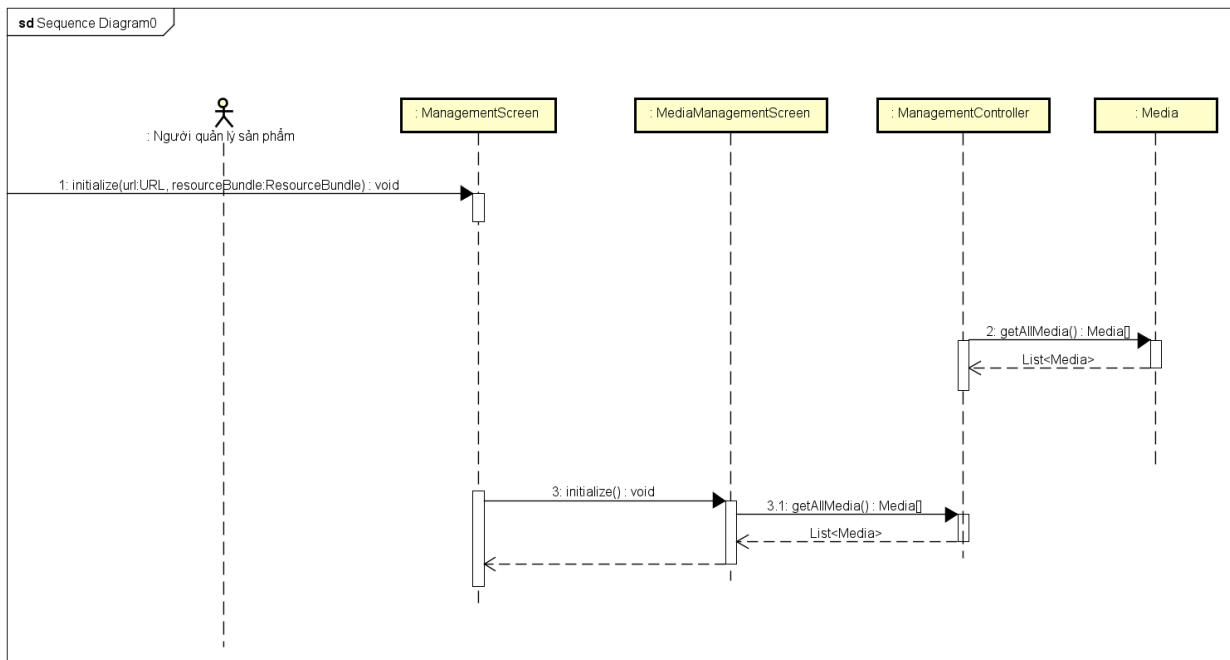 sd Sequence Diagram0
: Người quản lý sản phẩm
: ManagementScreen
: MediaManagementScreen
: ManagementController
: Media
1: initialize(url:URL, resourceBundle:ResourceBundle) : void
2: getAllMedia() : Media[]
List<Media>
3: initialize() : void
3.1: getAllMedia() : Media[]
List<Media>